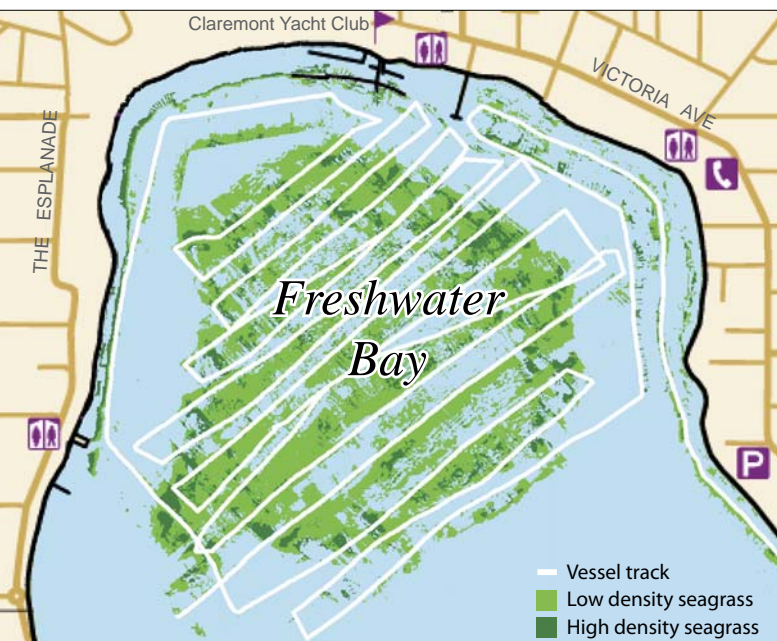 Claremont Yacht Club
VICTORIA AVE
THE ESPLANADE
Freshwater
Bay
P
Vessel track
Low density seagrass
High density seagrass